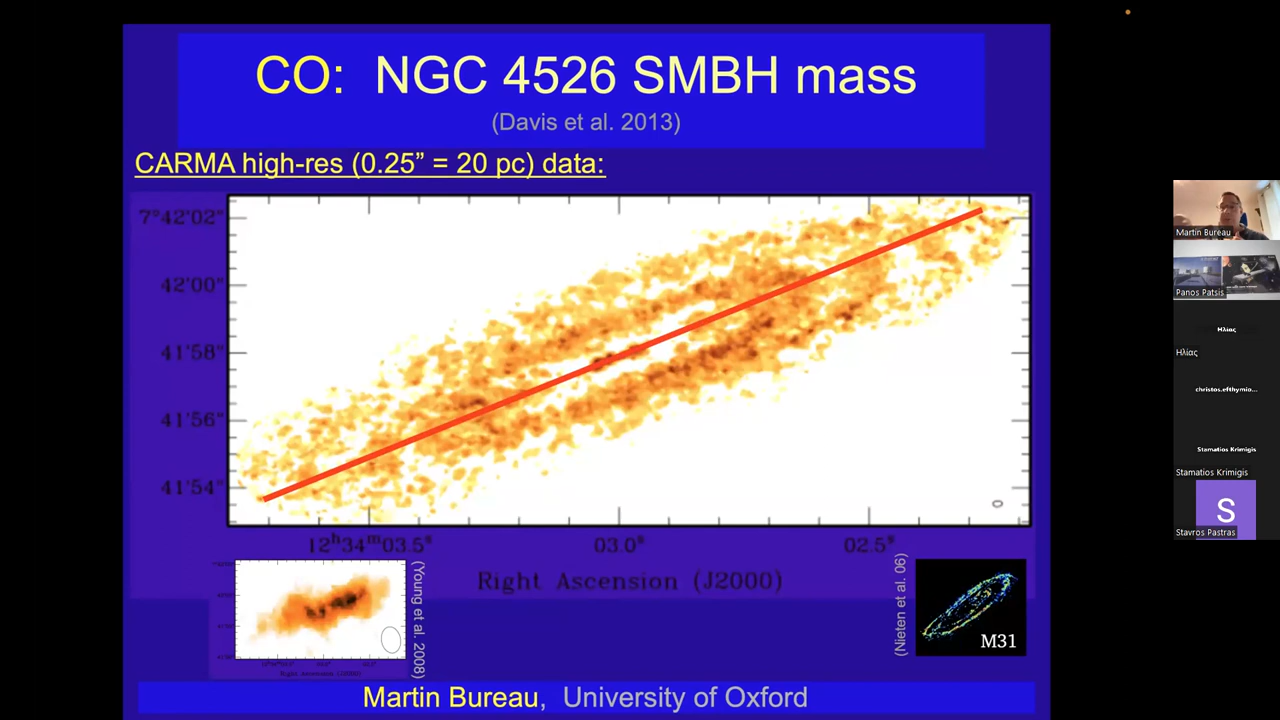 CO: NGC 4526 SMBH mass
(Davis et al. 2013)
CARMA high-res (0.25” = 20 pc) data:
7°42'02"
42'00"
41'58"
41'56"
41'54"
12ʰ34ᵐ03.5ˢ
03.0ˢ
02.5ˢ
Right Ascension (J2000)
(Young et al. 2008)
(Nieten et al. 06)
M31
Martin Bureau, University of Oxford
Martin Bureau
Panos Patsis
Ηλίας
Ηλίας
christos.efthymio...
Stamatios Krimigis
Stamatios Krimigis
S
Stavros Pastras